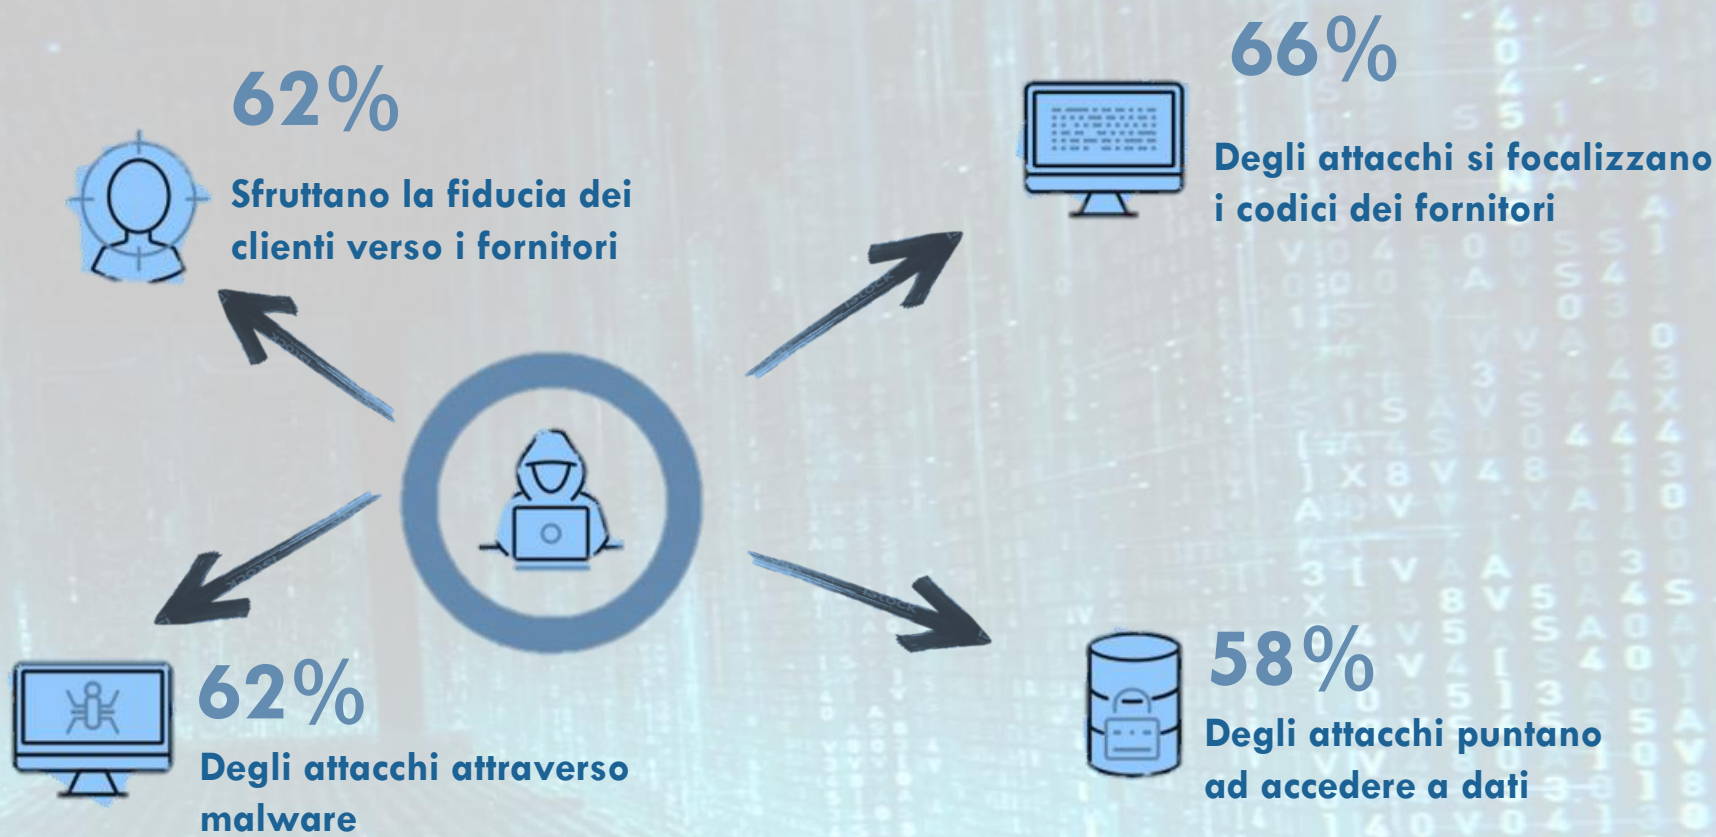 62%
Sfruttano la fiducia dei
clienti verso i fornitori
66%
Degli attacchi si focalizzano
i codici dei fornitori
62%
Degli attacchi attraverso
malware
58%
Degli attacchi puntano
ad accedere a dati